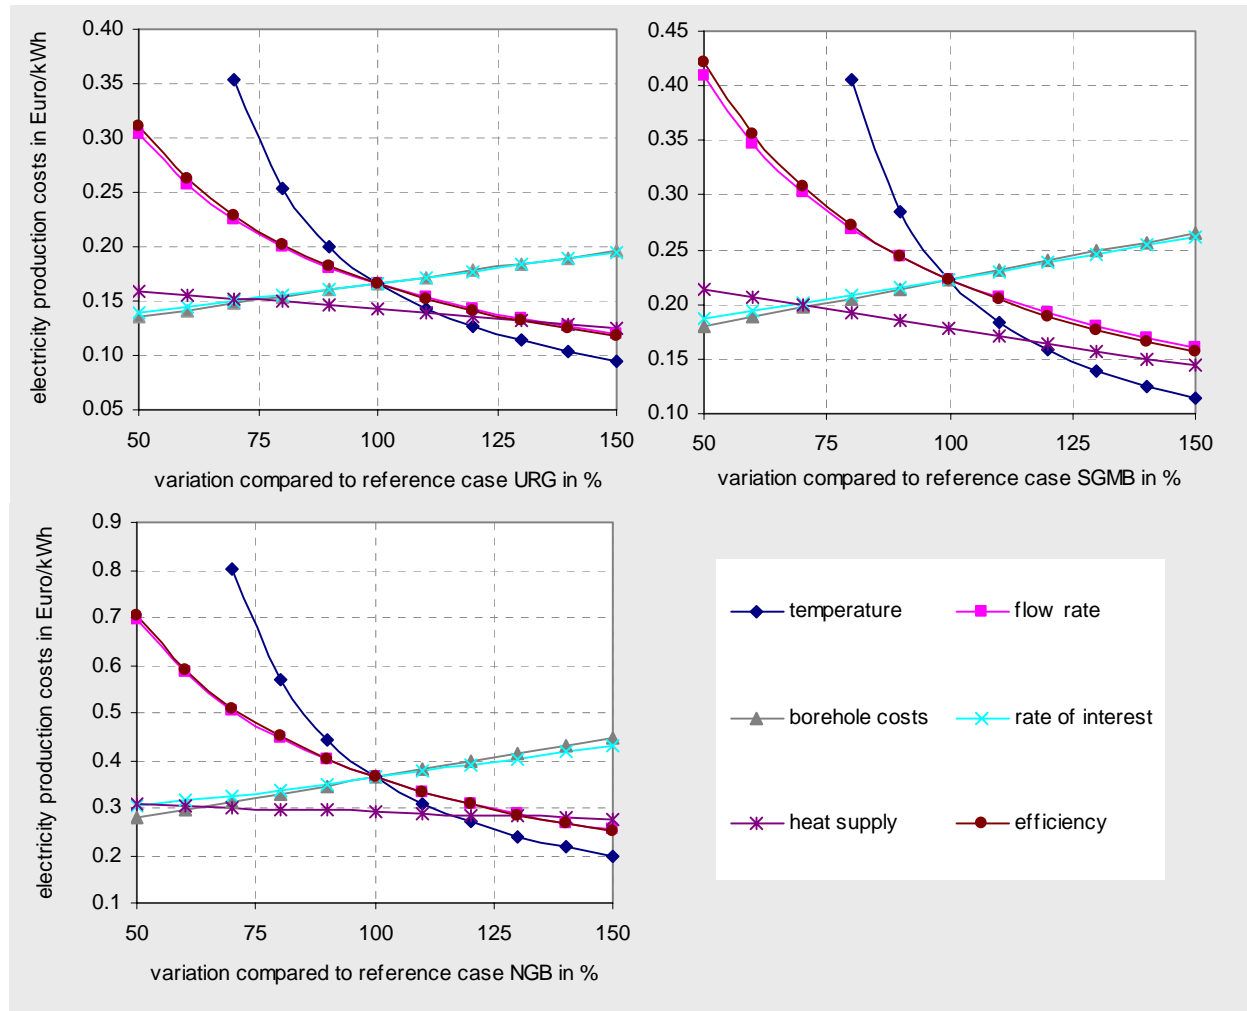 electricity production costs in Euro/kWh
0.40
0.35
0.30
0.25
0.20
0.15
0.10
0.05
50 75 100 125 150
variation compared to reference case URG in %
0.45
0.40
0.35
0.30
0.25
0.20
0.15
0.10
50 75 100 125 150
variation compared to reference case SGMB in %
electricity production costs in Euro/kWh
0.9
0.8
0.7
0.6
0.5
0.4
0.3
0.2
0.1
50 75 100 125 150
variation compared to reference case NGB in %
temperature flow rate
borehole costs rate of interest
heat supply efficiency